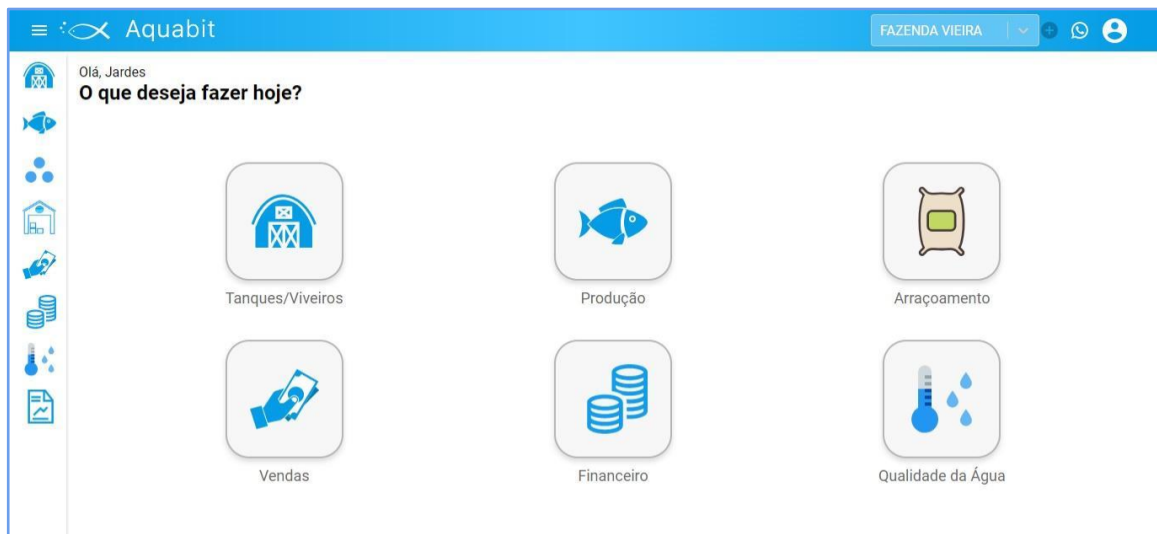 Aquabit
FAZENDA VIEIRA
Olá, Jardes
O que deseja fazer hoje?
Tanques/Viveiros
Produção
Arraçoamento
Vendas
Financeiro
Qualidade da Água